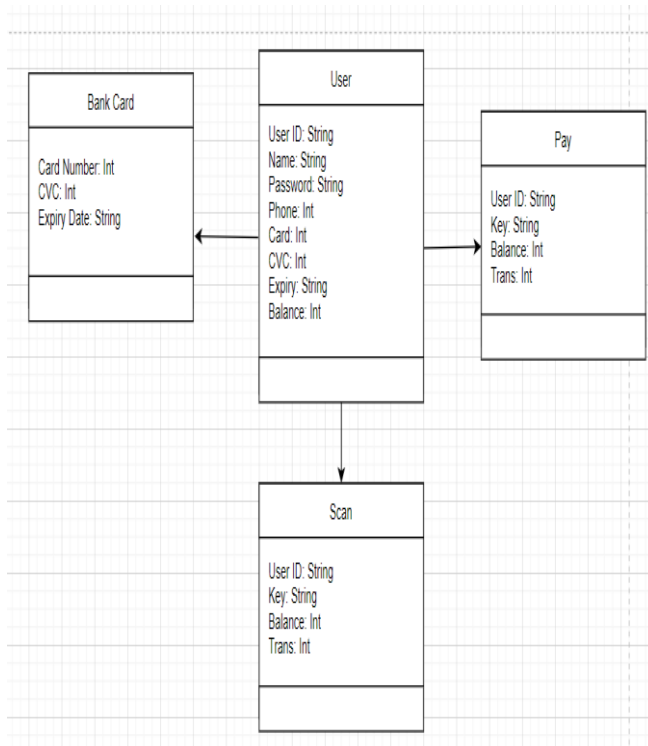 Bank Card
Card Number: Int
CVC: Int
Expiry Date: String
User
User ID: String
Name: String
Password: String
Phone: Int
Card: Int
CVC: Int
Expiry: String
Balance: Int
Pay
User ID: String
Key: String
Balance: Int
Trans: Int
Scan
User ID: String
Key: String
Balance: Int
Trans: Int